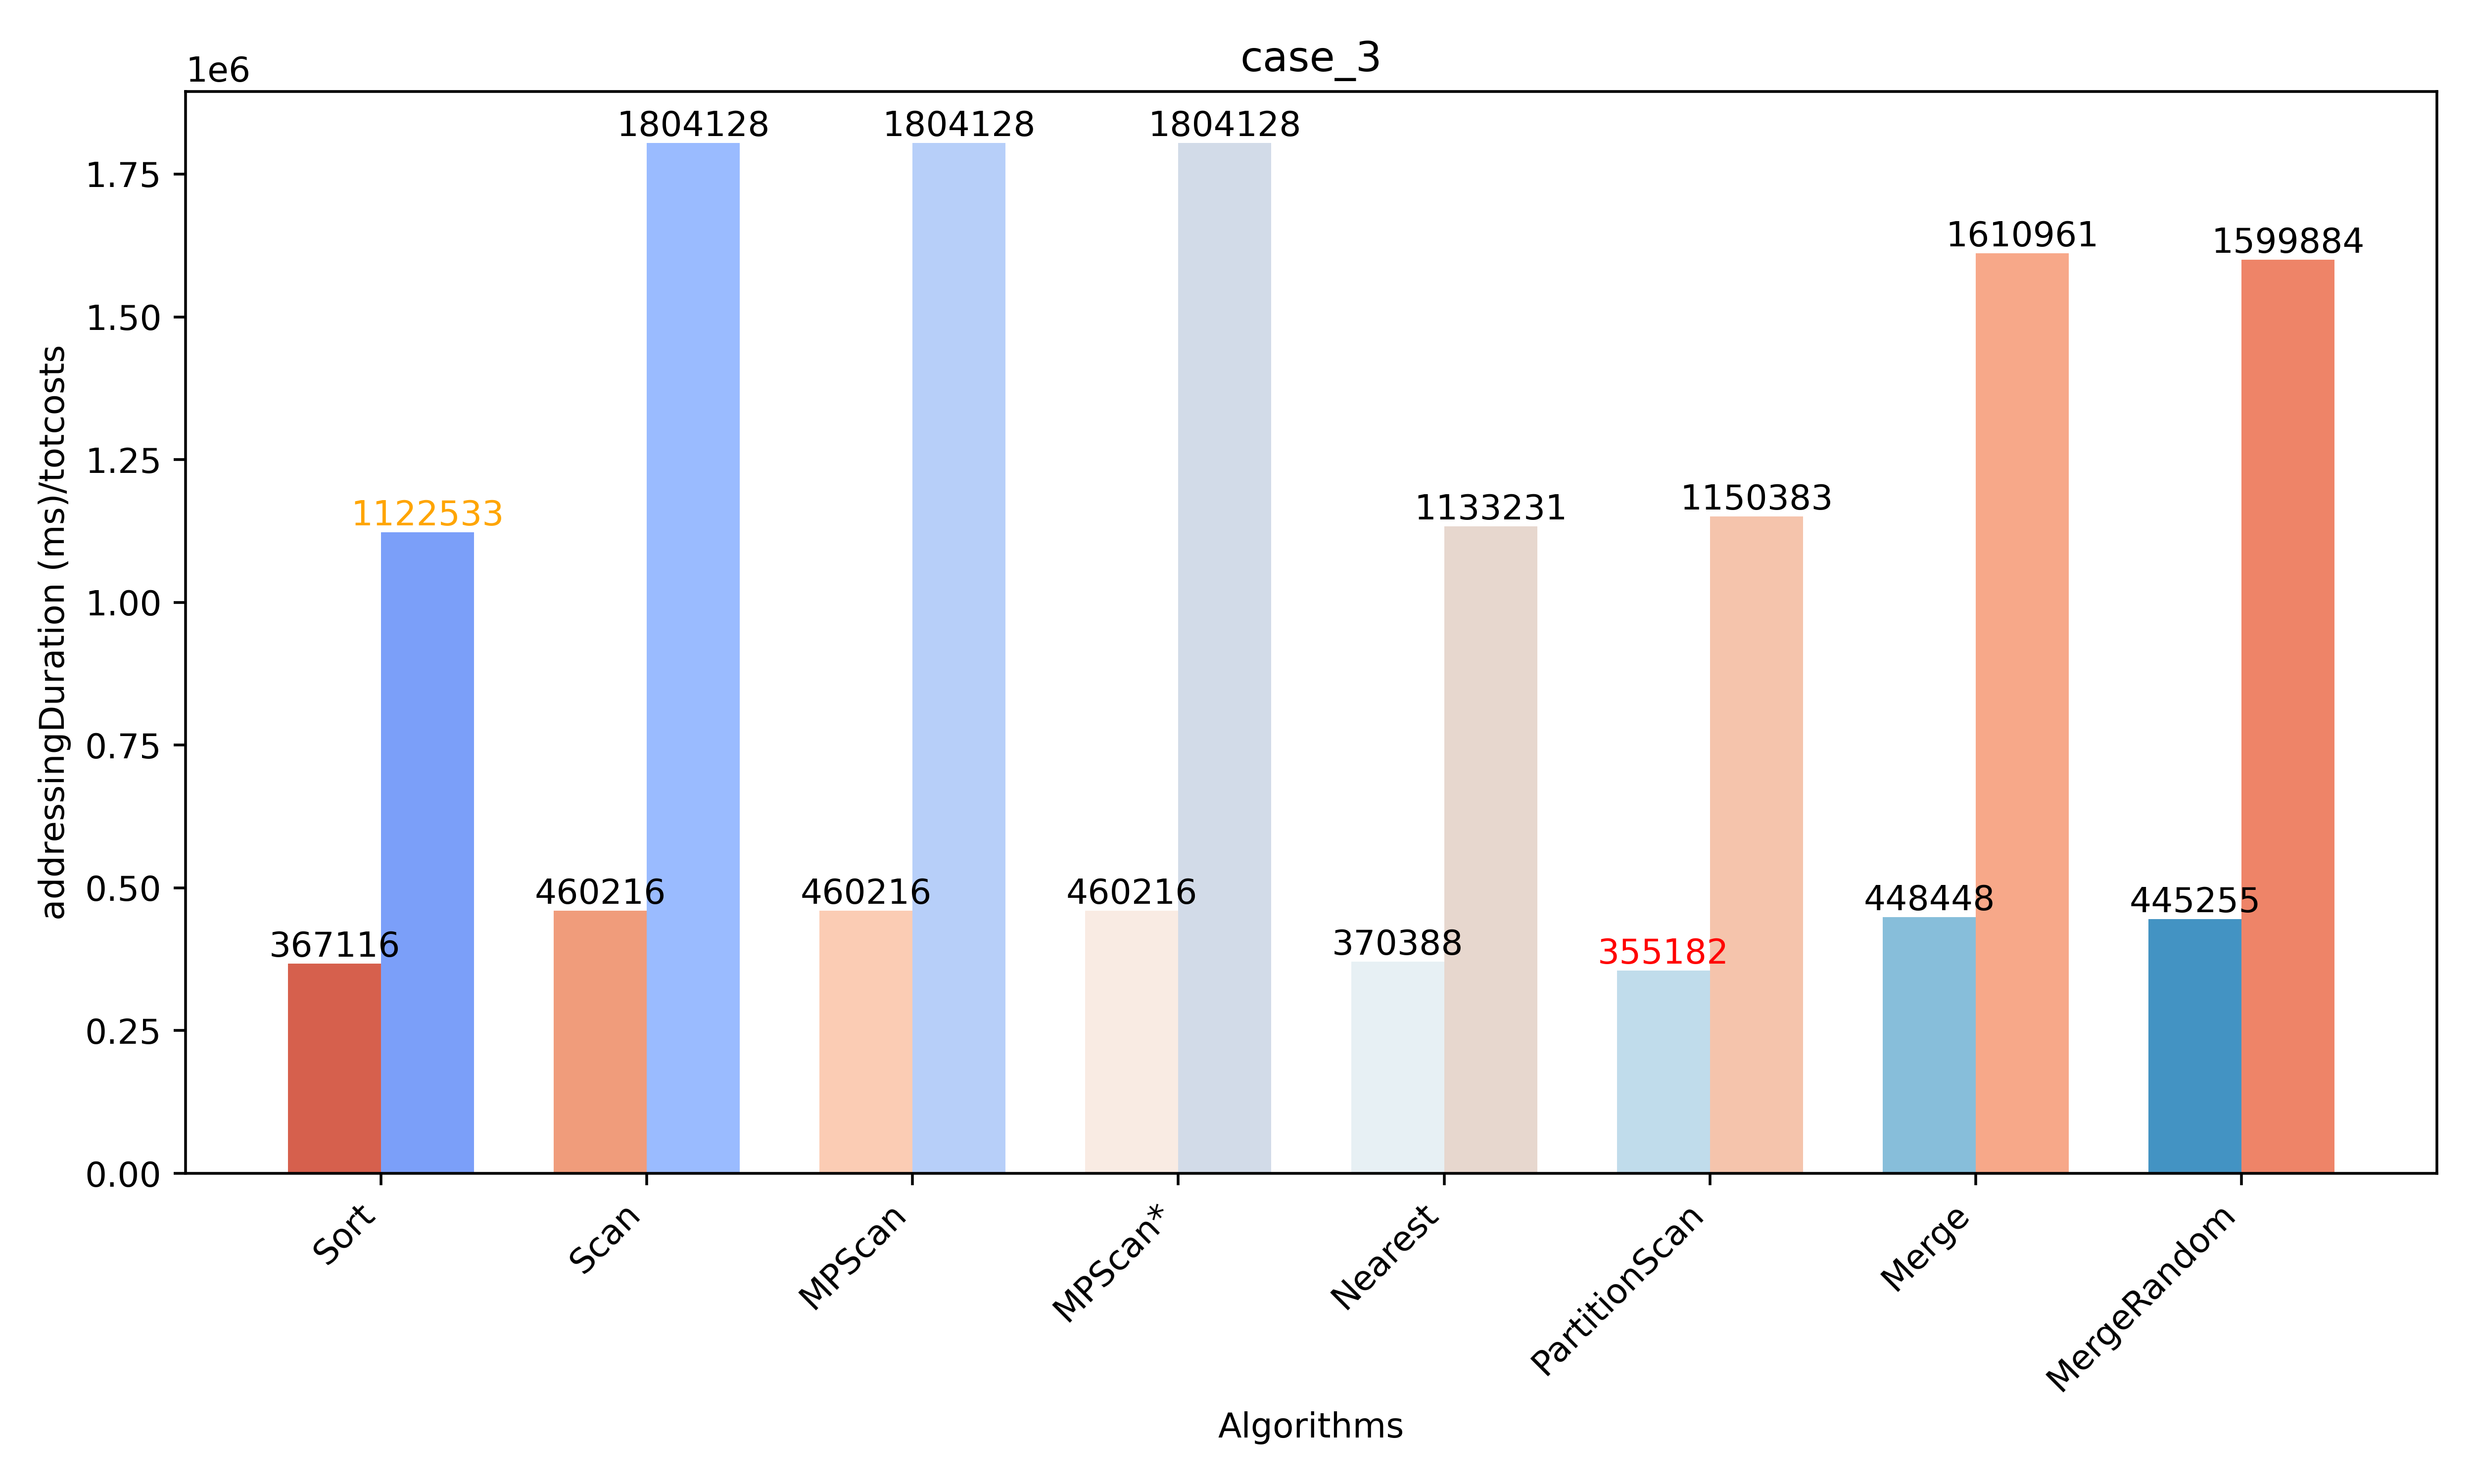 case_3
1e6
addressingDuration (ms)/totcosts
1.75
1.50
1.25
1.00
0.75
0.50
0.25
0.00
367116
1122533
460216
1804128
460216
1804128
460216
1804128
370388
1133231
355182
1150383
448448
1610961
445255
1599884
Sort
Scan
MPScan
MPScan*
Nearest
PartitionScan
Merge
MergeRandom
Algorithms